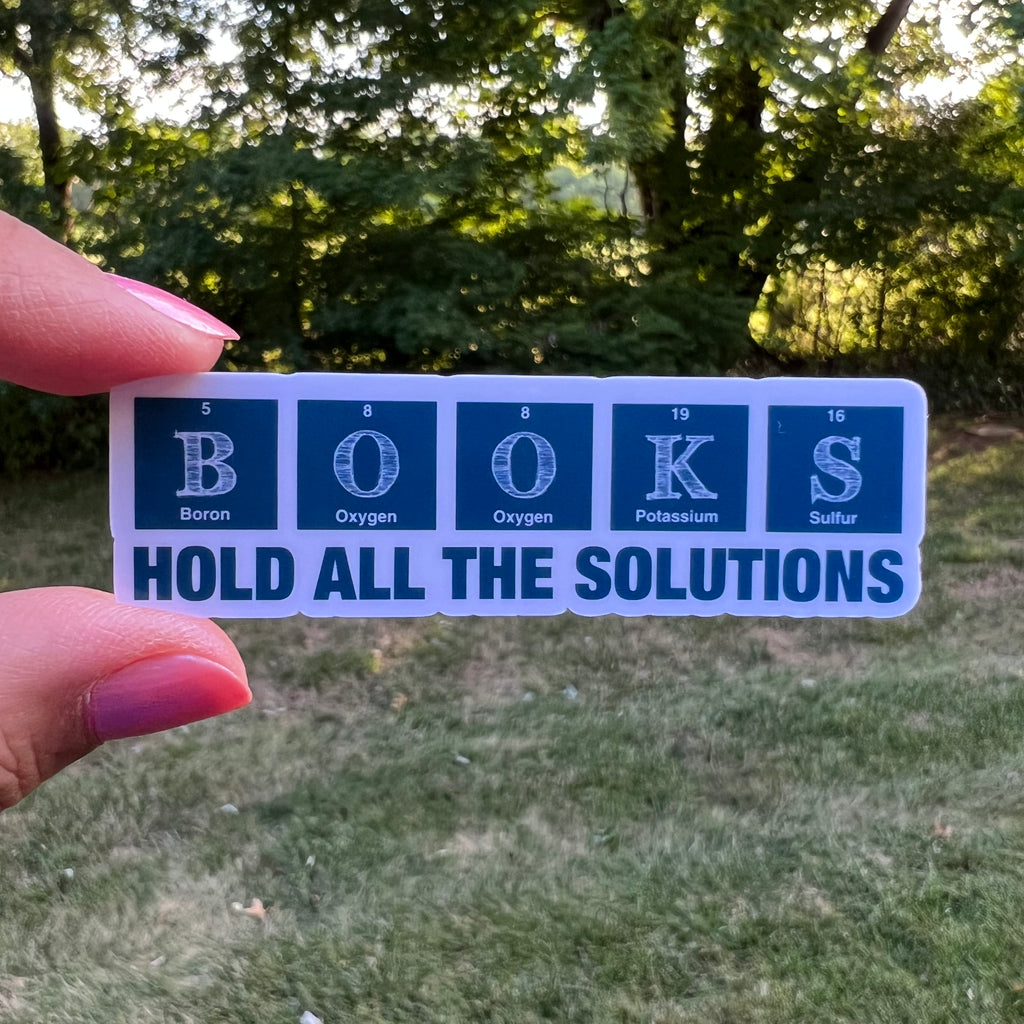 5 8 8 19 16
B O O K S
Boron Oxygen Oxygen Potassium Sulfur
HOLD ALL THE SOLUTIONS